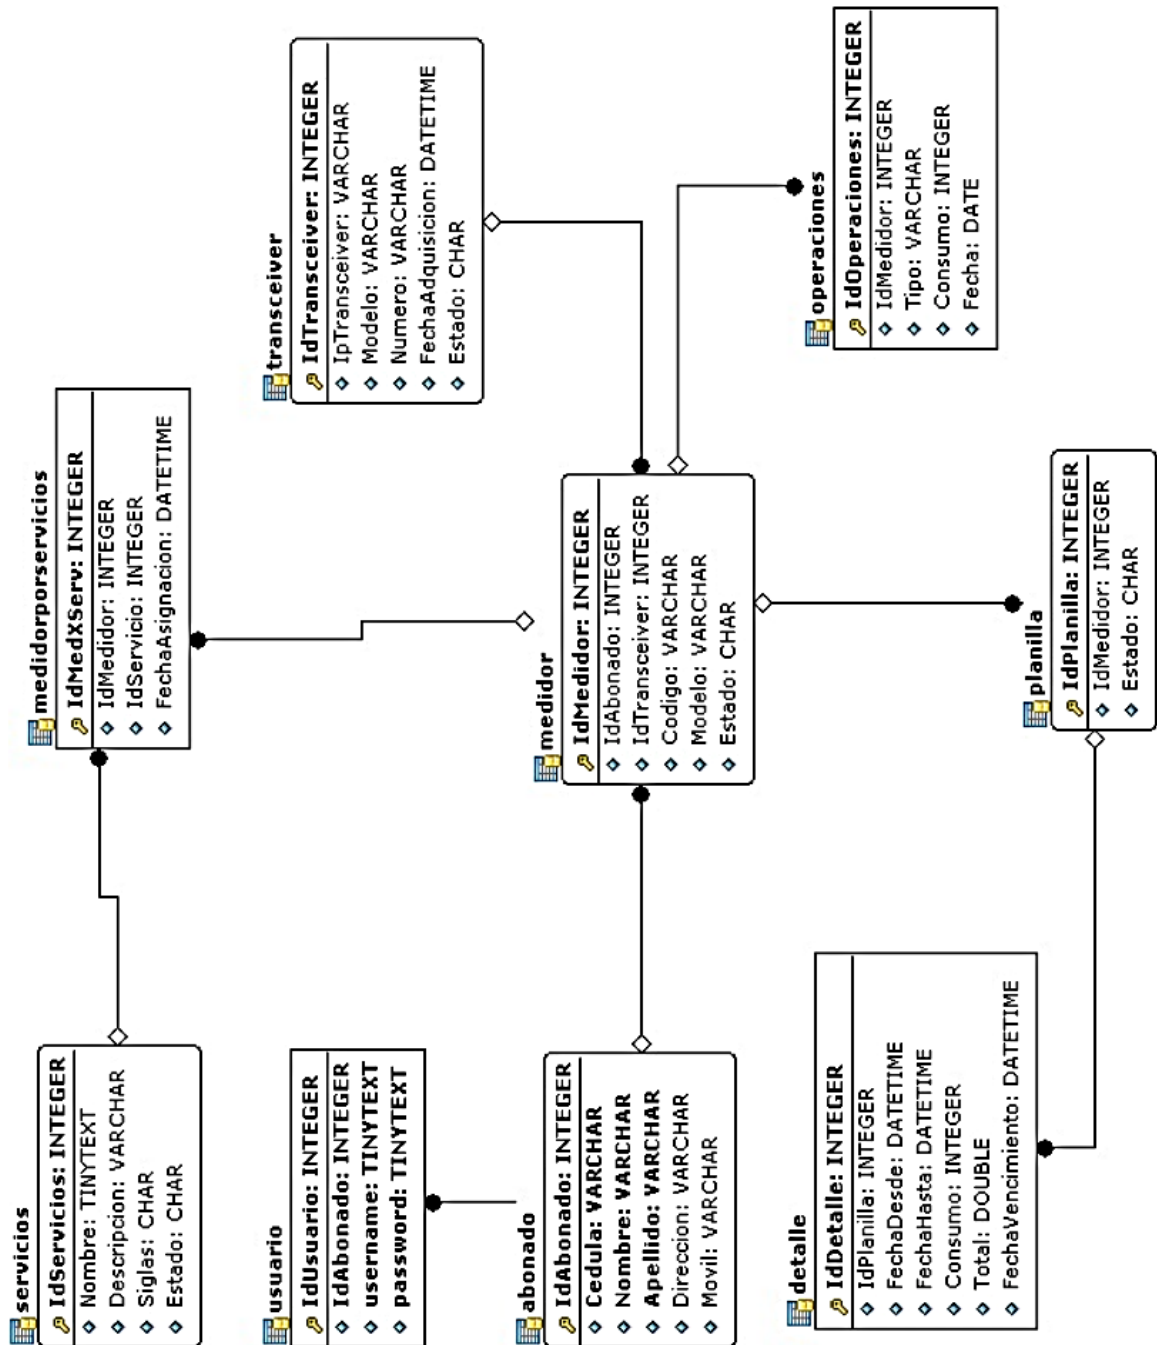 servicios
IdServicios: INTEGER
Nombre: TINYTEXT
Descripcion: VARCHAR
Siglas: CHAR
Estado: CHAR
medidorporservicios
IdMedXServ: INTEGER
IdMedidor: INTEGER
IdServicio: INTEGER
FechaAsignacion: DATETIME
usuario
IdUsuario: INTEGER
IdAbonado: INTEGER
username: TINYTEXT
password: TINYTEXT
transceiver
IdTransceiver: INTEGER
IpTransceiver: VARCHAR
Modelo: VARCHAR
Numero: VARCHAR
FechaAdquisicion: DATETIME
Estado: CHAR
abonado
IdAbonado: INTEGER
Cedula: VARCHAR
Nombre: VARCHAR
Apellido: VARCHAR
Direccion: VARCHAR
Movil: VARCHAR
medidor
IdMedidor: INTEGER
IdAbonado: INTEGER
IdTransceiver: INTEGER
Codigo: VARCHAR
Modelo: VARCHAR
Estado: CHAR
operaciones
IdOperaciones: INTEGER
IdMedidor: INTEGER
Tipo: VARCHAR
Consumo: INTEGER
Fecha: DATE
detalle
IdDetalle: INTEGER
IdPlanilla: INTEGER
FechaDesde: DATETIME
FechaHasta: DATETIME
Consumo: INTEGER
Total: DOUBLE
FechaVencimiento: DATETIME
planilla
IdPlanilla: INTEGER
IdMedidor: INTEGER
Estado: CHAR